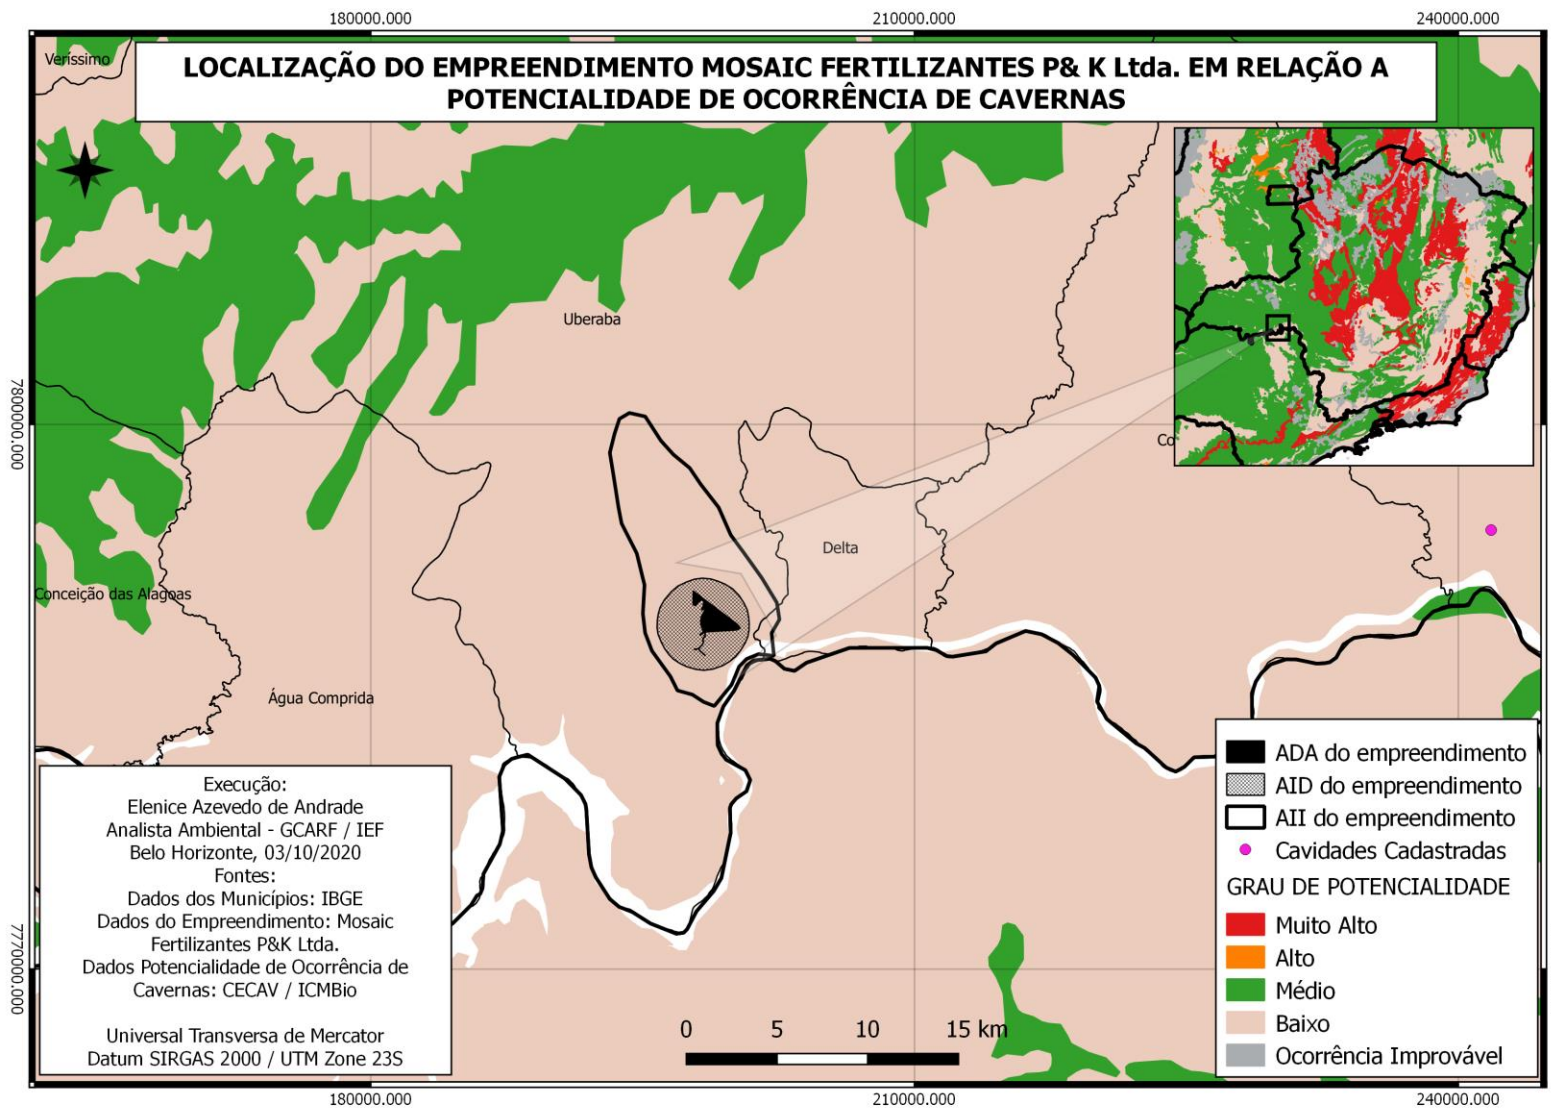 180000.000
210000.000
240000.000
LOCALIZAÇÃO DO EMPREENDIMENTO MOSAIC FERTILIZANTES P& K Ltda. EM RELAÇÃO A
POTENCIALIDADE DE OCORRÊNCIA DE CAVERNAS
Veríssimo
Uberaba
7800000.000
Co
Delta
Conceição das Alagoas
Água Comprida
ADA do empreendimento
AID do empreendimento
AII do empreendimento
Cavidades Cadastradas
GRAU DE POTENCIALIDADE
Muito Alto
Alto
Médio
Baixo
Ocorrência Improvável
Execução:
Elenice Azevedo de Andrade
Analista Ambiental - GCARF / IEF
Belo Horizonte, 03/10/2020
Fontes:
Dados dos Municípios: IBGE
Dados do Empreendimento: Mosaic
Fertilizantes P&K Ltda.
Dados Potencialidade de Ocorrência de
Cavernas: CECAV / ICMBio
Universal Transversa de Mercator
Datum SIRGAS 2000 / UTM Zone 23S
7770000.000
0 5 10 15 km
180000.000
210000.000
240000.000